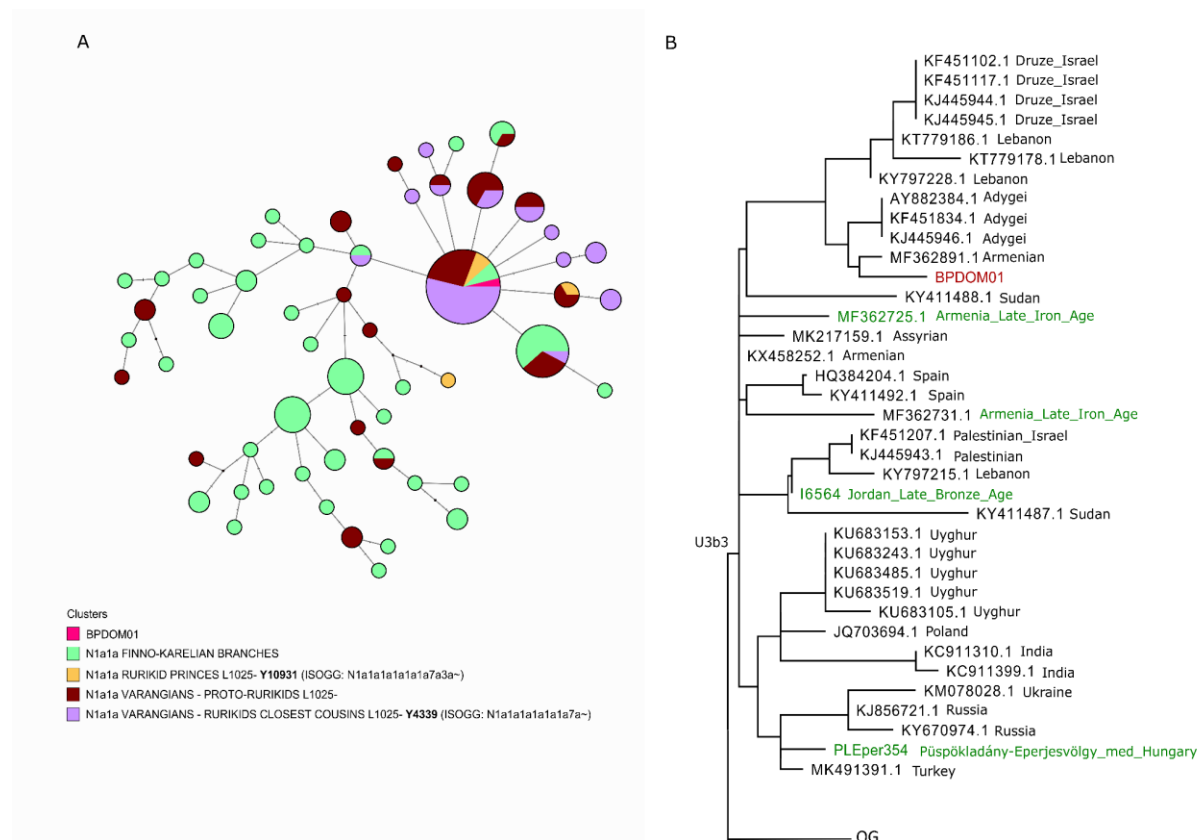 A
Clusters
BPDOM01
N1a1a FINNO-KARELIAN BRANCHES
N1a1a RURIKID PRINCES L1025- Y10931 (ISOGG: N1a1a1a1a1a1a7a3a~)
N1a1a VARANGIANS - PROTO-RURIKIDS L1025-
N1a1a VARANGIANS - RURIKIDS CLOSEST COUSINS L1025- Y4339 (ISOGG: N1a1a1a1a1a1a7a~)
B
KF451102.1 Druze_Israel
KF451117.1 Druze_Israel
KJ445944.1 Druze_Israel
KJ445945.1 Druze_Israel
KT779186.1 Lebanon
KT779178.1 Lebanon
KY797228.1 Lebanon
AY882384.1 Adygei
KF451834.1 Adygei
KJ445946.1 Adygei
MF362891.1 Armenian
BPDOM01
KY411488.1 Sudan
MF362725.1 Armenia_Late_Iron_Age
MK217159.1 Assyrian
KX458252.1 Armenian
HQ384204.1 Spain
KY411492.1 Spain
MF362731.1 Armenia_Late_Iron_Age
KF451207.1 Palestinian_Israel
KJ445943.1 Palestinian
KY797215.1 Lebanon
I6564 Jordan_Late_Bronze_Age
KY411487.1 Sudan
KU683153.1 Uyghur
U3b3
KU683243.1 Uyghur
KU683485.1 Uyghur
KU683519.1 Uyghur
KU683105.1 Uyghur
JQ703694.1 Poland
KC911310.1 India
KC911399.1 India
KM078028.1 Ukraine
KJ856721.1 Russia
KY670974.1 Russia
PLEper354 Püspökladány-Eperjesvölgy_med_Hungary
MK491391.1 Turkey
OG